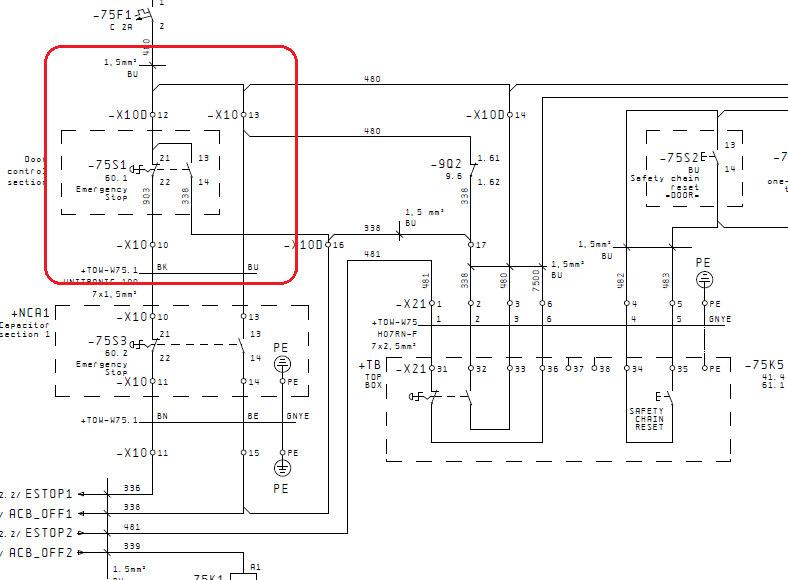 1
-75F1
C 2A
2
480
1,5mm²
BU
480
-X10D 12
-X10 13
-X10D 14
480
Door
control
section
-75S1
60.1
Emergency
Stop
21
22
13
14
903
338
-9Q2
9.6
1.61
1.62
338
-75S2
BU
Safety chain
reset
=DOOR=
13
14
-7
one-
t
338
1,5 mm²
BU
-X10 10
-X10D 16
17
481
1,5mm²
BU
1,5mm²
BU
+TOW-W75.1
BK
BU
UNITRONIC 100
7x1,5mm²
481
338
480
7500
482
483
PE
+NCA1
Capacitor
section 1
-X10 10
13
-75S3
60.2
Emergency
Stop
21
22
13
14
PE
-X10 11
14
PE
-X21 1
2
3
6
4
5
PE
+TOW-W75
HO7RN-F
7x2,5mm²
1
2
3
6
4
5
GNYE
+TB
TOP
BOX
-X21 31
32
33
36
37
38
34
35
PE
-75K5
41.4
61.1
SAFETY
CHAIN
RESET
+TOW-W75.1
BN
BE
GNYE
-X10 11
15
PE
PE
2.2/ ESTOP1
336
/ ACB_OFF1
338
2.2/ ESTOP2
481
/ ACB_OFF2
339
1.5mm²
BU
-75K1
A1